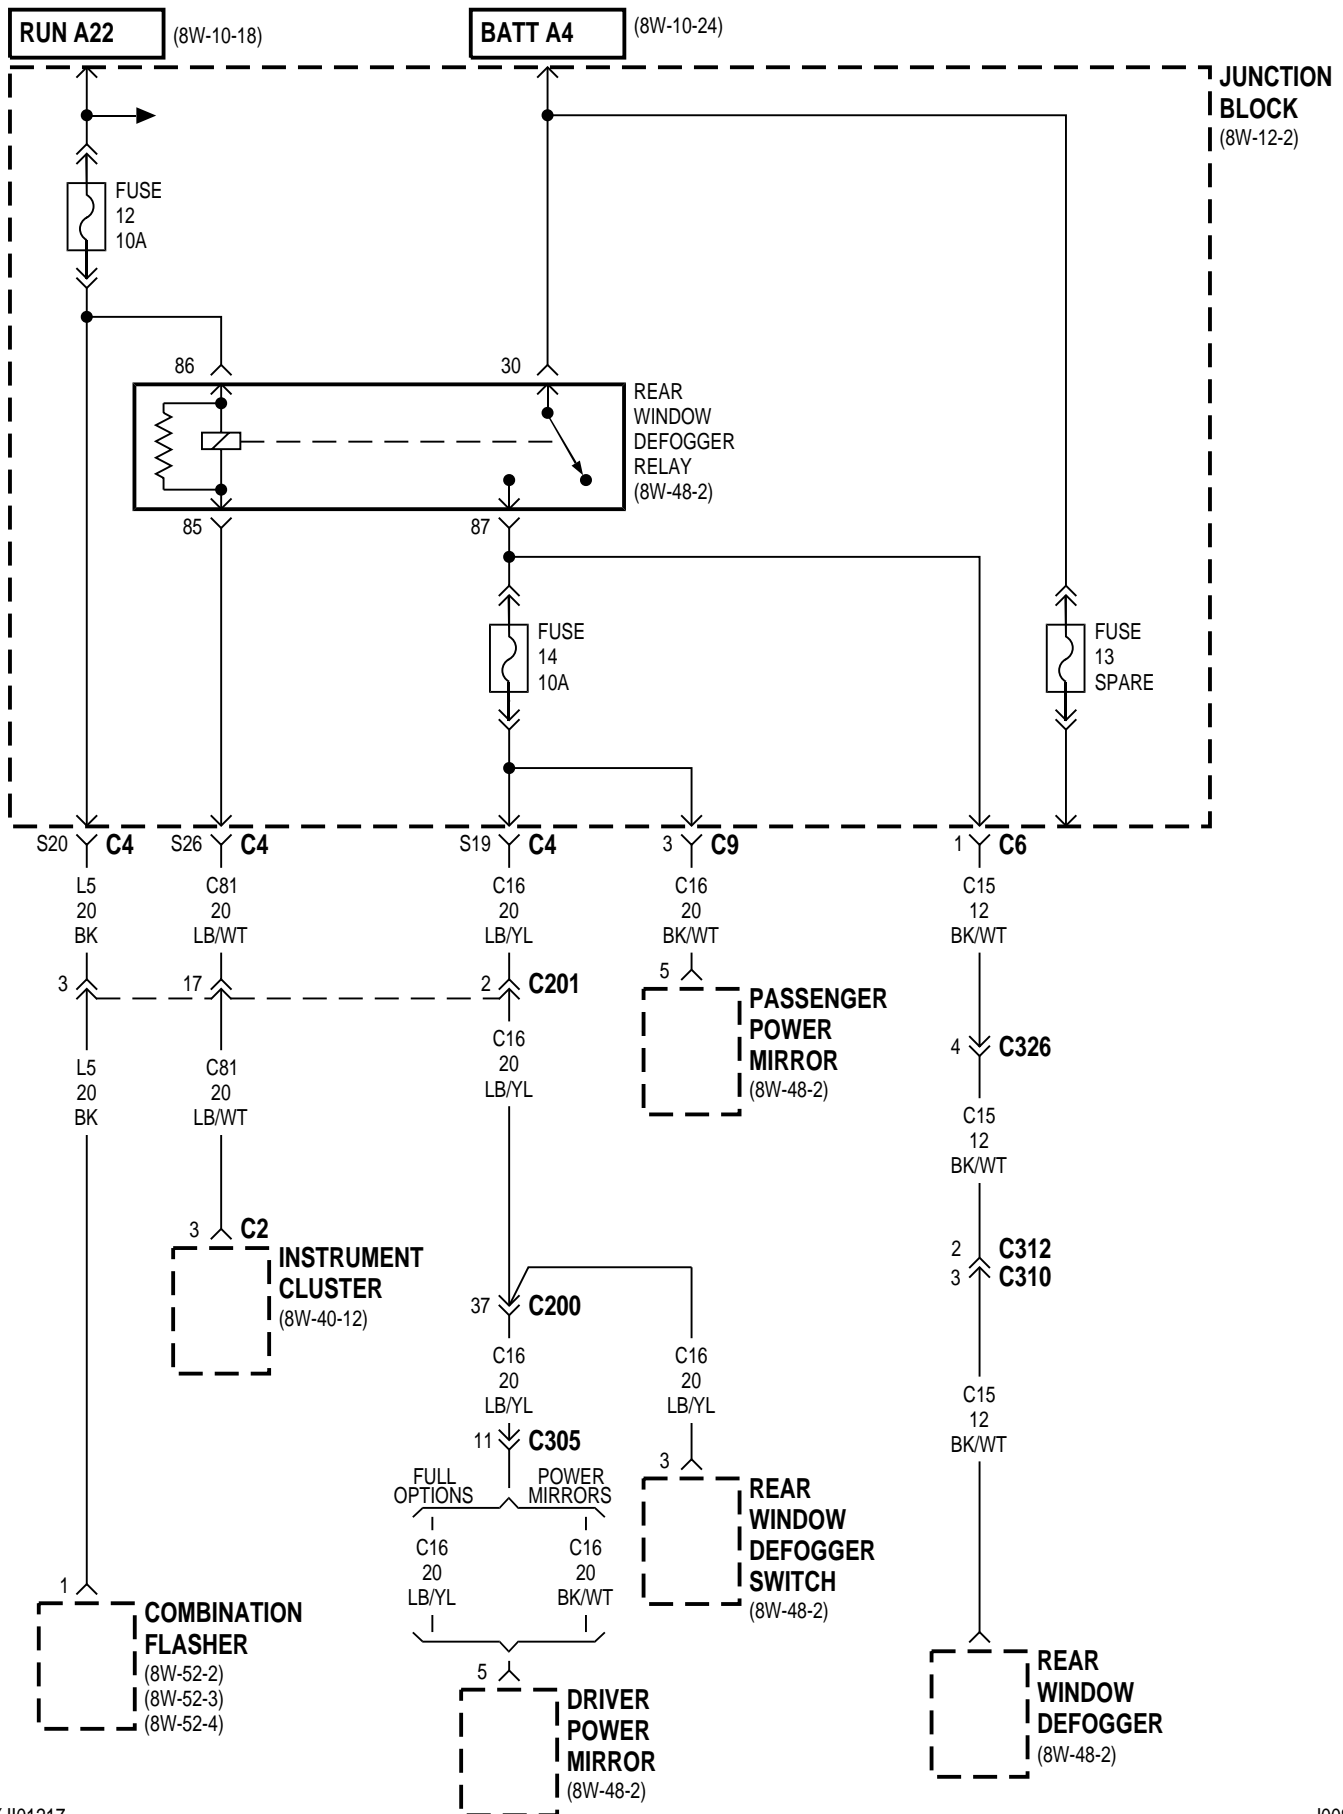 RUN A22
(8W-10-18)
BATT A4
(8W-10-24)
JUNCTION
BLOCK
(8W-12-2)
FUSE
12
10A
86
30
REAR
WINDOW
DEFOGGER
RELAY
(8W-48-2)
85
87
FUSE
14
10A
FUSE
13
SPARE
S20
C4
S26
C4
S19
C4
3
C9
1
C6
L5
20
BK
C81
20
LB/WT
C16
20
LB/YL
C16
20
BK/WT
C15
12
BK/WT
3
17
2
C201
5
PASSENGER
POWER
MIRROR
(8W-48-2)
4
C326
L5
20
BK
C81
20
LB/WT
C16
20
LB/YL
C15
12
BK/WT
3
C2
INSTRUMENT
CLUSTER
(8W-40-12)
2
C312
3
C310
37
C200
C16
20
LB/YL
C16
20
LB/YL
C15
12
BK/WT
11
C305
3
REAR
WINDOW
DEFOGGER
SWITCH
(8W-48-2)
FULL
OPTIONS
POWER
MIRRORS
C16
20
LB/YL
C16
20
BK/WT
1
COMBINATION
FLASHER
(8W-52-2)
(8W-52-3)
(8W-52-4)
5
DRIVER
POWER
MIRROR
(8W-48-2)
REAR
WINDOW
DEFOGGER
(8W-48-2)